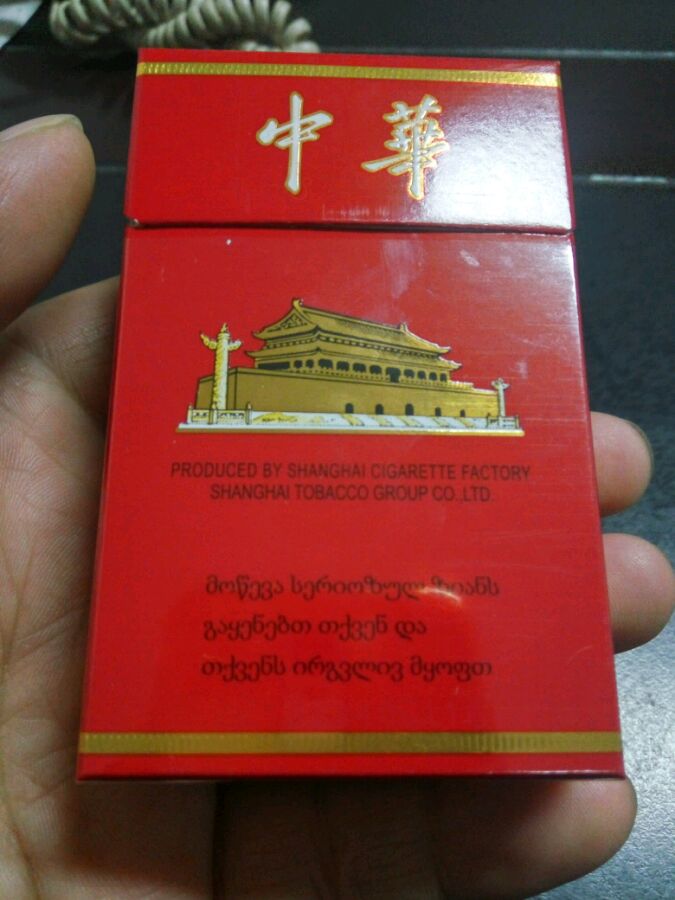 中華
PRODUCED BY SHANGHAI CIGARETTE FACTORY
SHANGHAI TOBACCO GROUP CO.,LTD.
მოწევა სერიოზულ ზიანს
გაყენებთ თქვენ და
თქვენს ირგვლივ მყოფთ